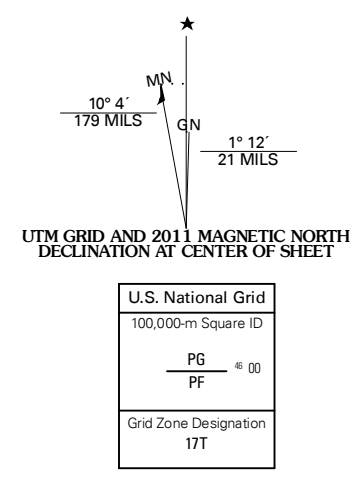 ★
MN
10° 4´
179 MILS
GN
1° 12´
21 MILS
UTM GRID AND 2011 MAGNETIC NORTH
DECLINATION AT CENTER OF SHEET
U.S. National Grid
100,000-m Square ID
PG
46 00
PF
Grid Zone Designation
17T